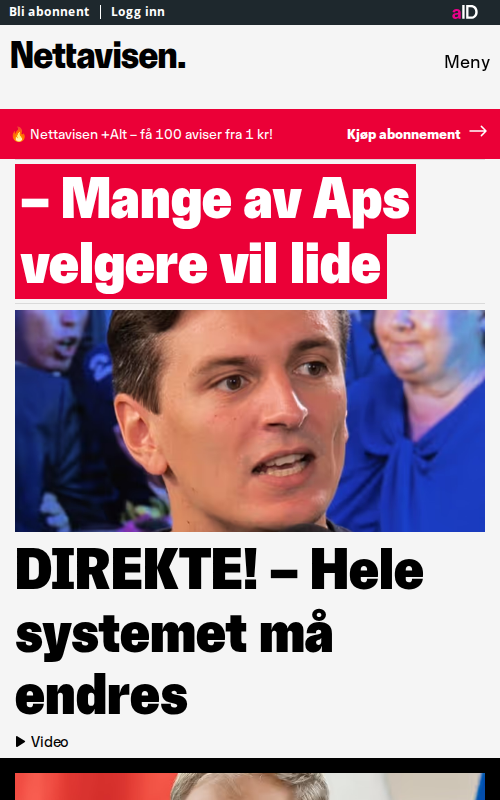 Bli abonnent | Logg inn
aID
Nettavisen.
Meny
🔥 Nettavisen +Alt – få 100 aviser fra 1 kr!
Kjøp abonnement →
– Mange av Aps
velgere vil lide
DIREKTE! – Hele
systemet må
endres
Video